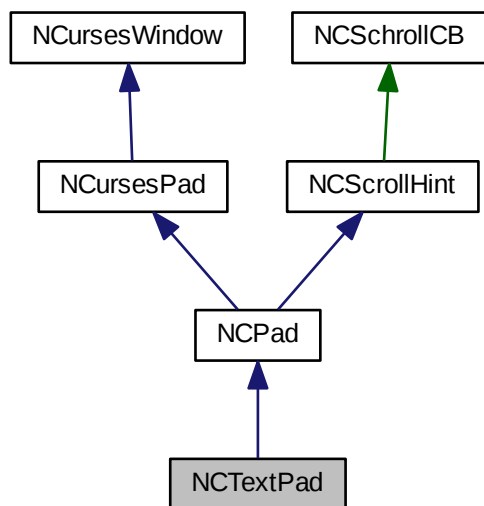 NCursesWindow
NCSchrollCB
NCursesPad
NCScrollHint
NCPad
NCTextPad